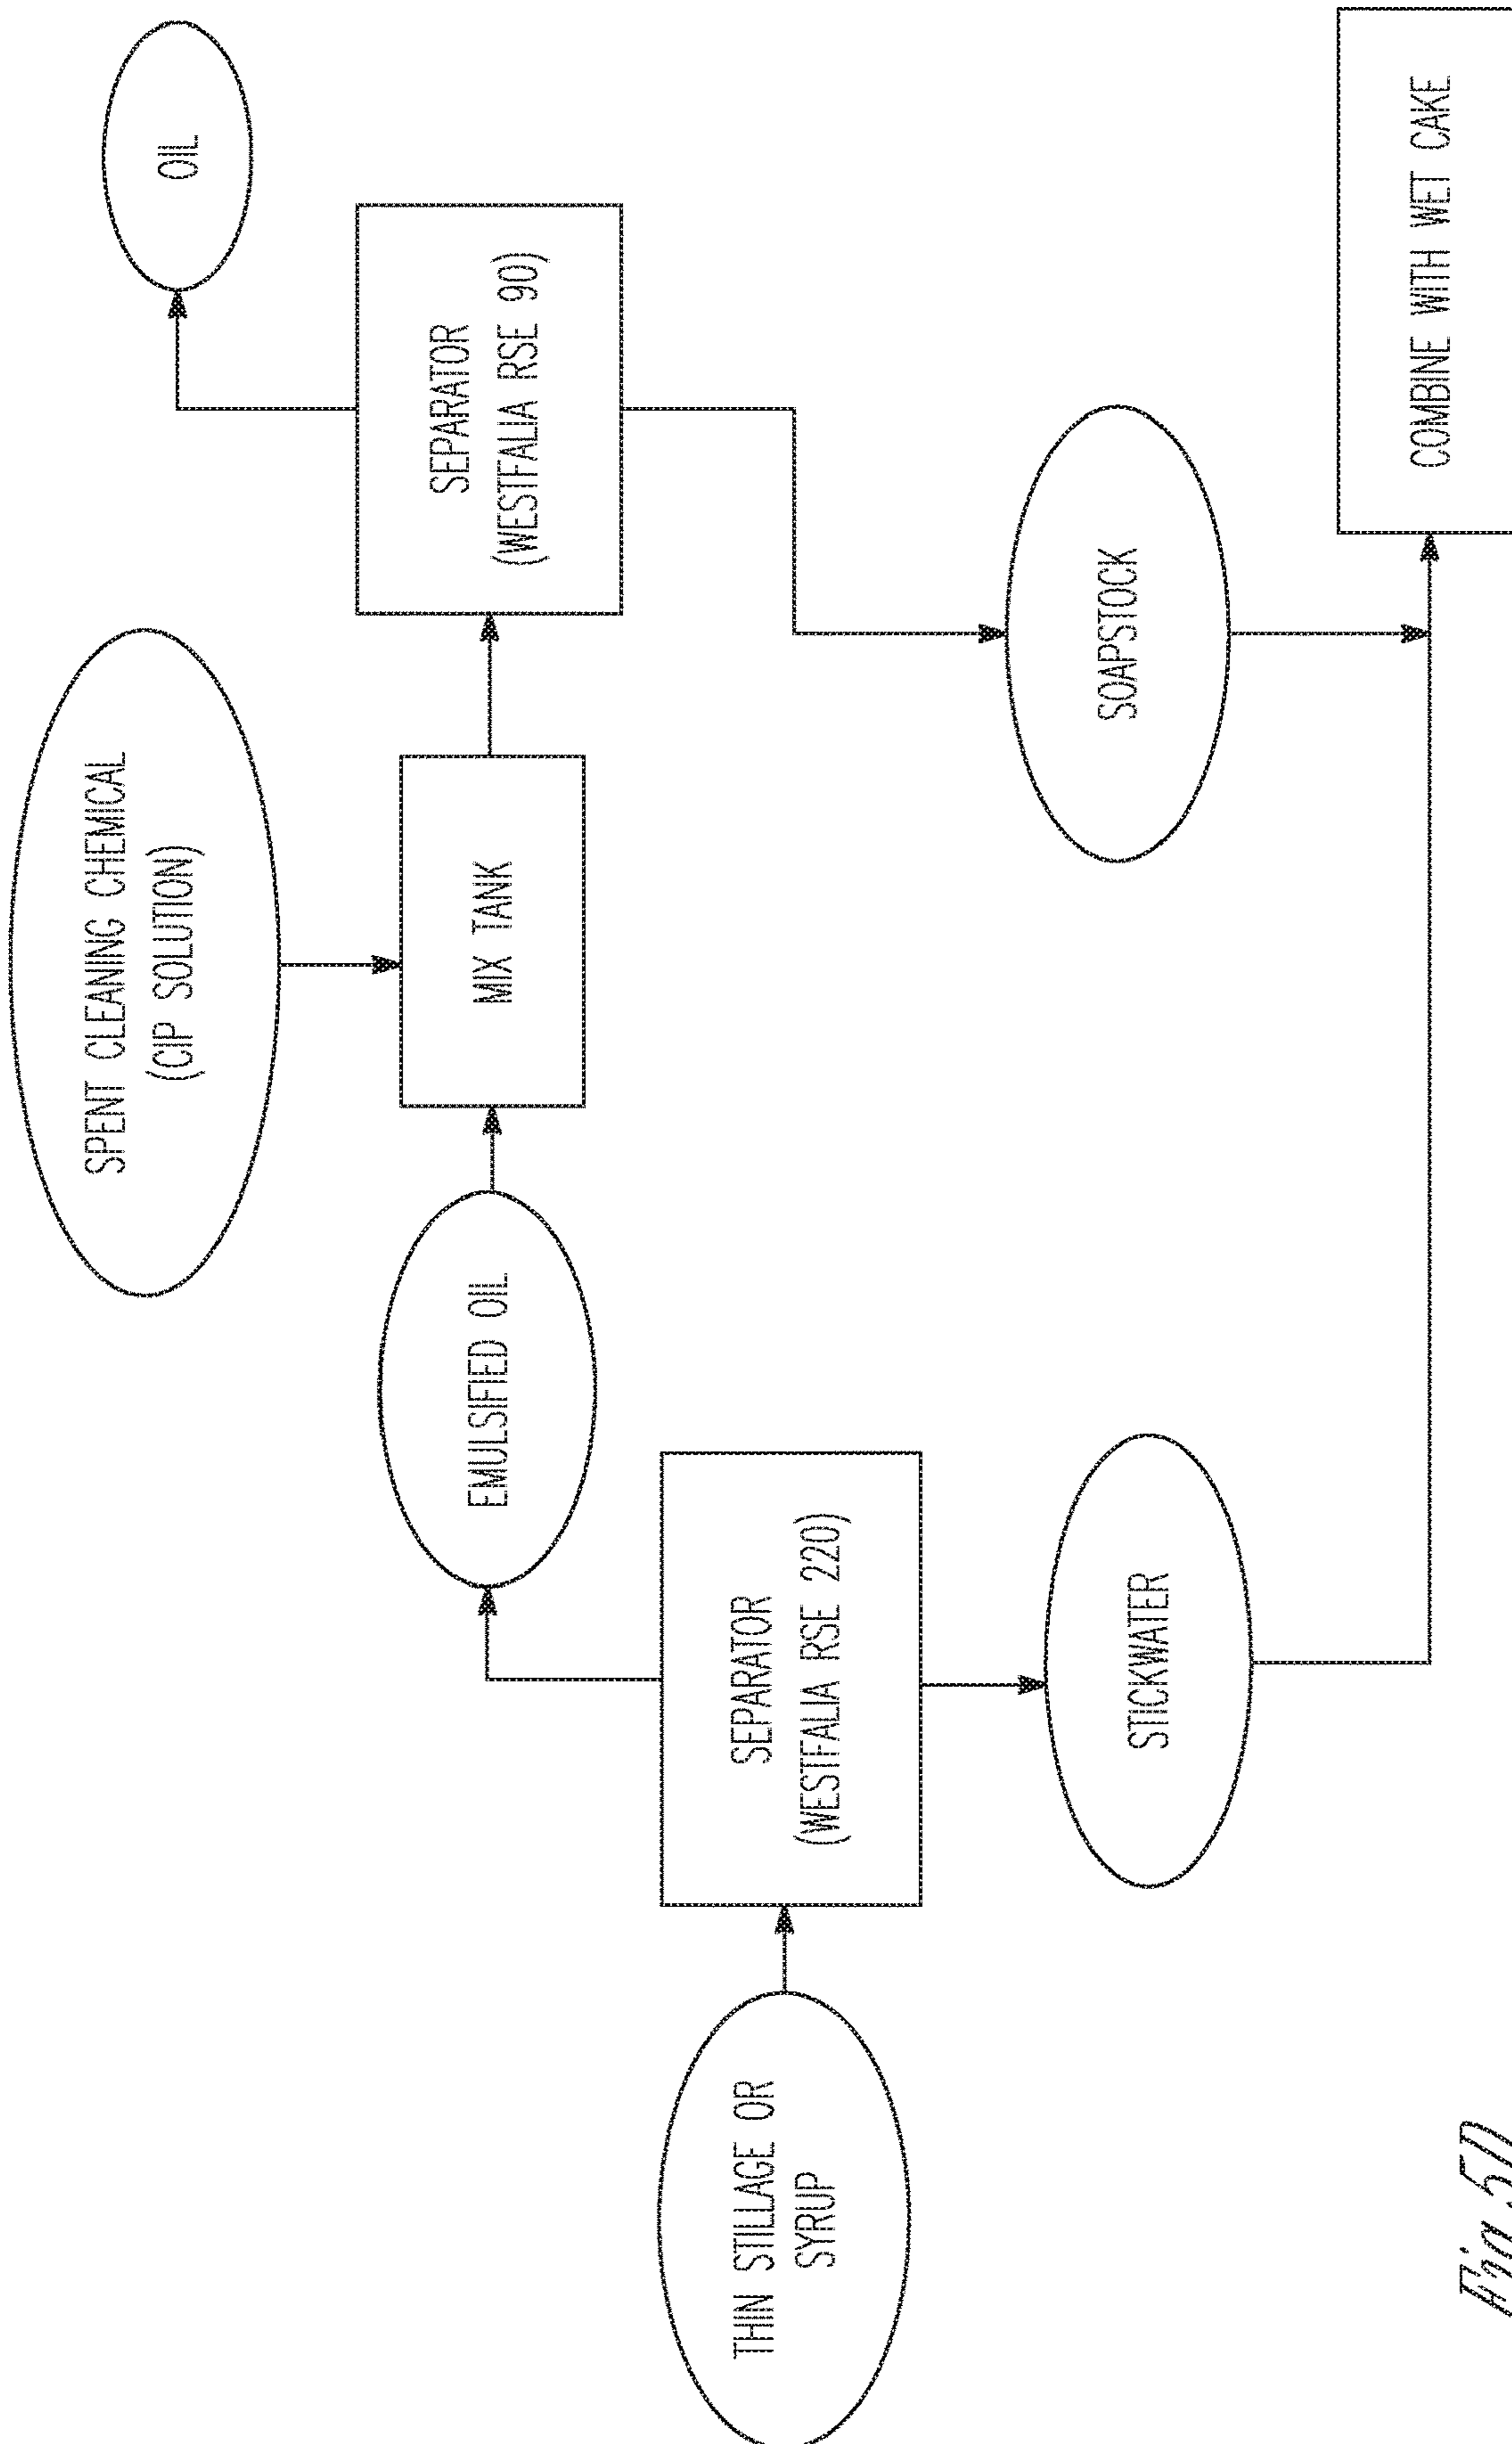 SPENT CLEANING CHEMICAL
(CIP SOLUTION)
OIL
EMULSIFIED OIL
MIX TANK
SEPARATOR
(WESTFALIA RSE 90)
THIN STILLAGE OR
SYRUP
SEPARATOR
(WESTFALIA RSE 220)
STICKWATER
SOAPSTOCK
COMBINE WITH WET CAKE
Fig.5D